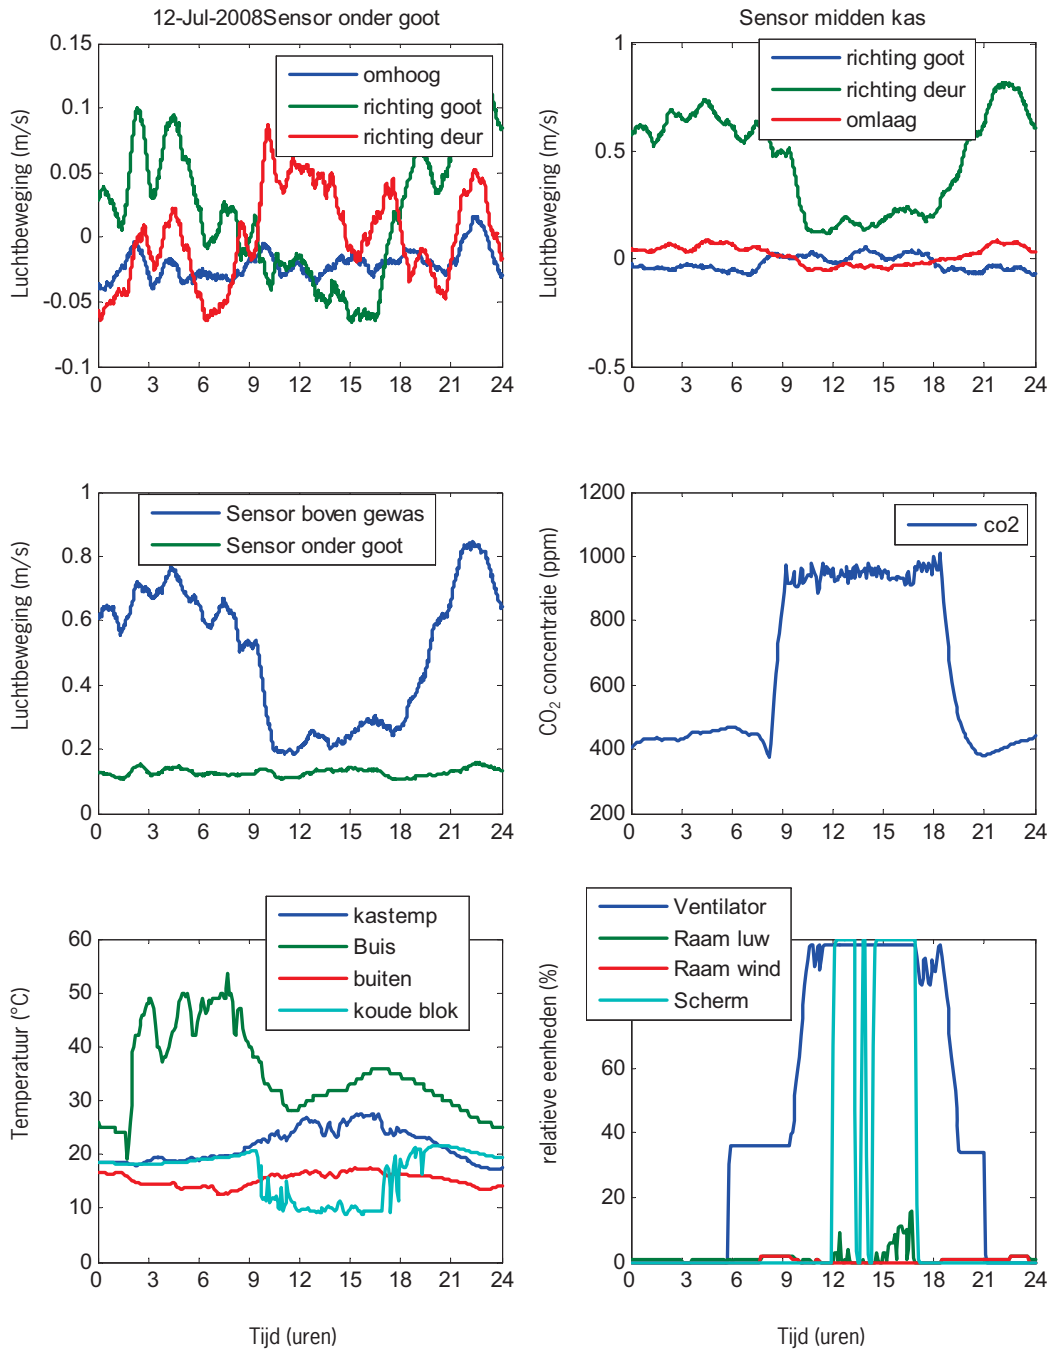 12-Jul-2008Sensor onder goot
Luchtbeweging (m/s)
0.15
0.1
0.05
0
-0.05
-0.1
omhoog
richting goot
richting deur
0 3 6 9 12 15 18 21 24
Sensor midden kas
Luchtbeweging (m/s)
1
0.5
0
-0.5
richting goot
richting deur
omlaag
0 3 6 9 12 15 18 21 24
Luchtbeweging (m/s)
1
0.8
0.6
0.4
0.2
0
Sensor boven gewas
Sensor onder goot
0 3 6 9 12 15 18 21 24
CO₂ concentratie (ppm)
1200
1000
800
600
400
200
co2
0 3 6 9 12 15 18 21 24
Temperatuur (°C)
60
50
40
30
20
10
0
kastemp
Buis
buiten
koude blok
0 3 6 9 12 15 18 21 24
Tijd (uren)
relatieve eenheden (%)
80
60
40
20
0
Ventilator
Raam luw
Raam wind
Scherm
0 3 6 9 12 15 18 21 24
Tijd (uren)